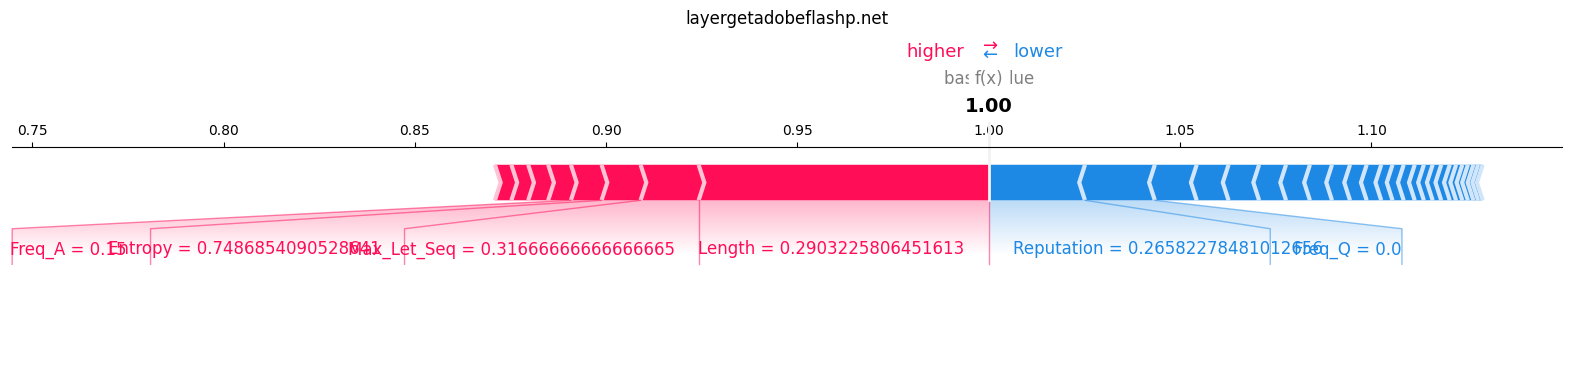 layergetadobeflashp.net
higher ⇄ lower
f(x)
1.00
0.75 0.80 0.85 0.90 0.95 1.00 1.05 1.10
Freq_A = 0.15 Entropy = 0.7486854090528641 Max_Let_Seq = 0.31666666666666665 Length = 0.2903225806451613 Reputation = 0.26582278481012656 Freq_Q = 0.0